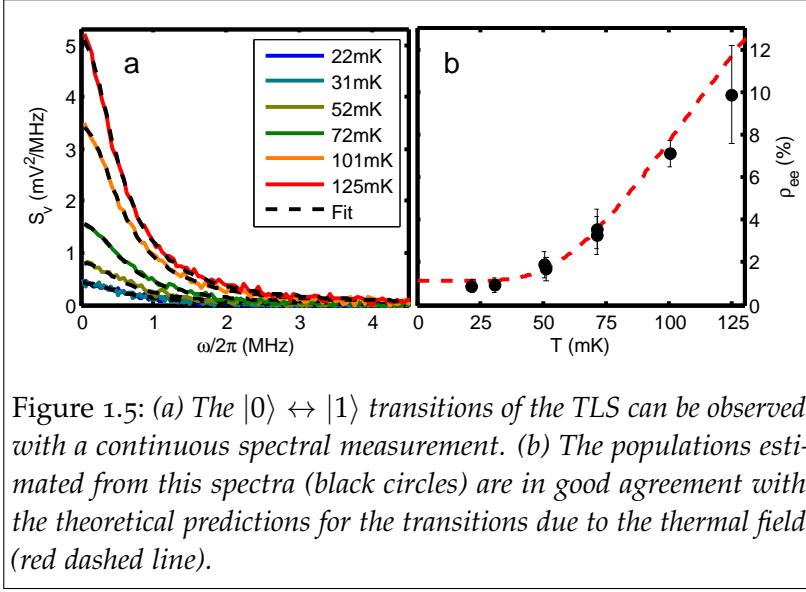 a
5
4
3
2
1
0
S_v (mV²/MHz)
0 1 2 3 4
ω/2π (MHz)
22mK
31mK
52mK
72mK
101mK
125mK
Fit
b
12
10
8
6
4
2
0
ρ_ee (%)
0 25 50 75 100 125
T (mK)
Figure 1.5: (a) The |0⟩ ↔ |1⟩ transitions of the TLS can be observed
with a continuous spectral measurement. (b) The populations esti-
mated from this spectra (black circles) are in good agreement with
the theoretical predictions for the transitions due to the thermal field
(red dashed line).